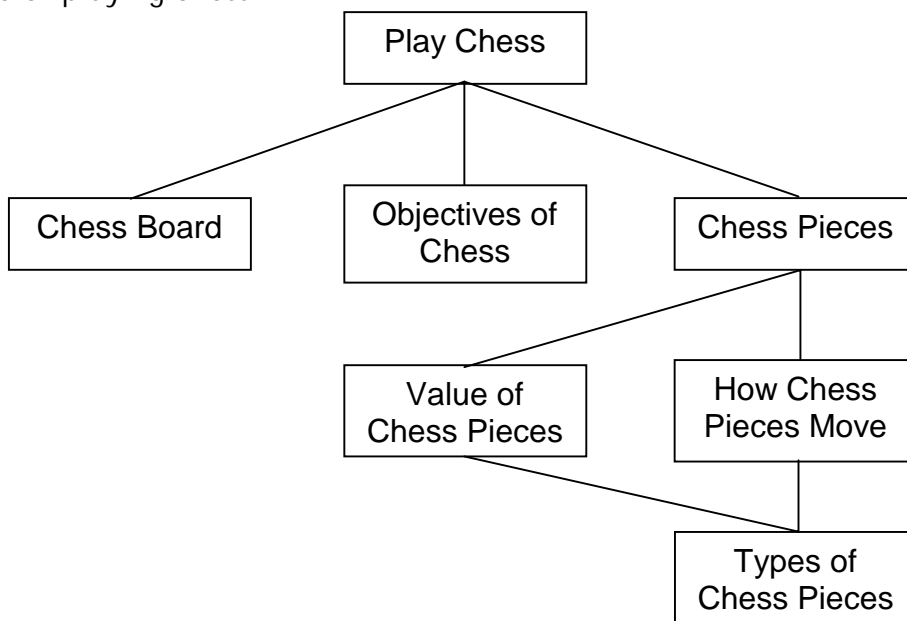 Play Chess
Chess Board
Objectives of
Chess
Chess Pieces
Value of
Chess Pieces
How Chess
Pieces Move
Types of
Chess Pieces